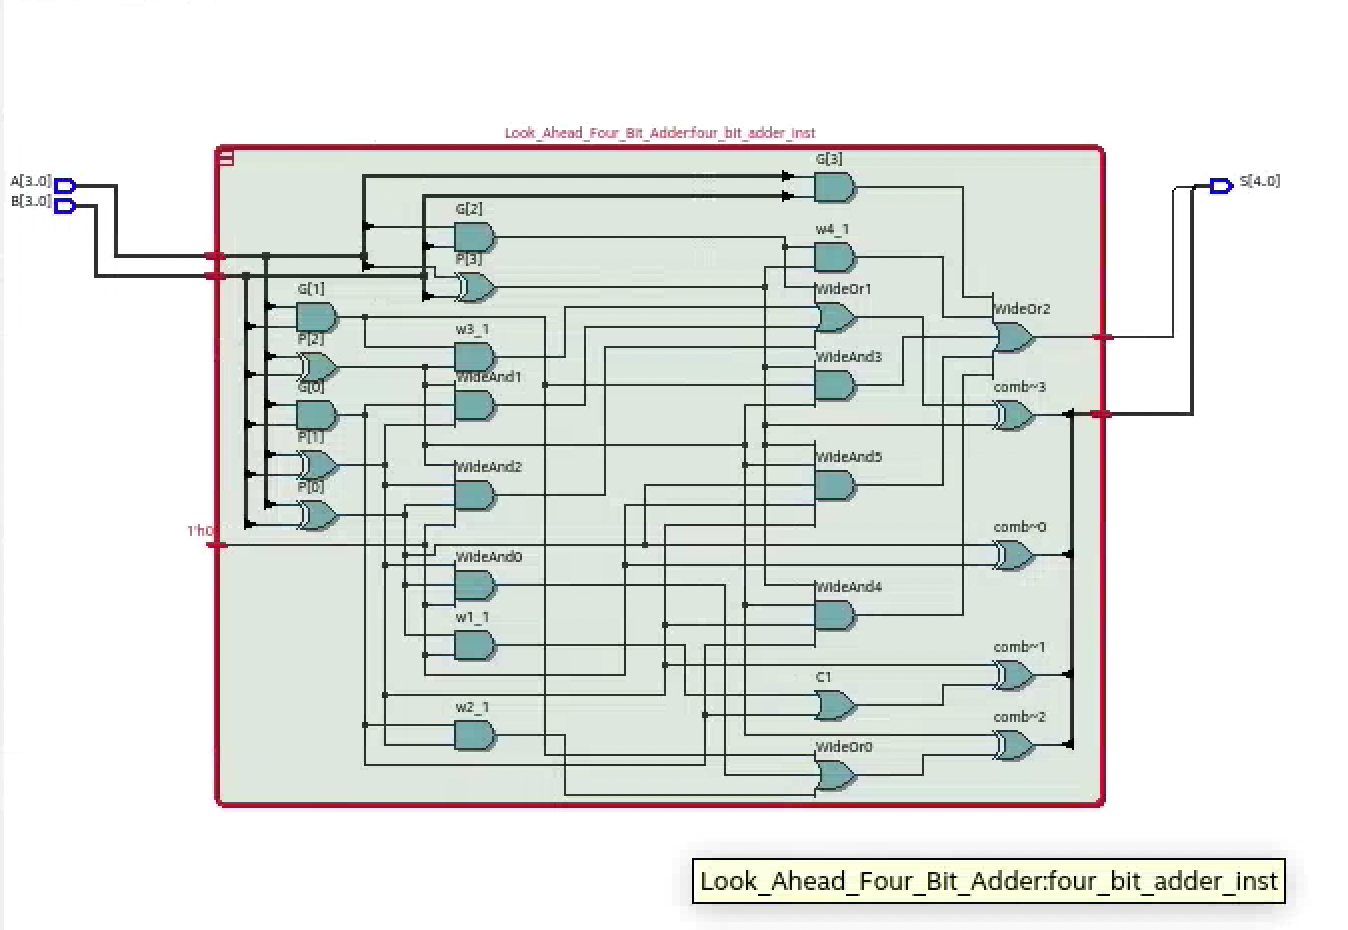 Look_Ahead_Four_Bit_Adder:four_bit_adder_inst
G[3]
A[3..0]
B[3..0]
S[4..0]
G[2]
w4_1
P[3]
G[1]
WideOr1
WideOr2
w3_1
P[2]
WideAnd3
WideAnd1
G[0]
comb~3
P[1]
WideAnd5
WideAnd2
P[0]
1'h0
comb~0
WideAnd0
WideAnd4
w1_1
comb~1
C1
w2_1
comb~2
WideOr0
Look_Ahead_Four_Bit_Adder:four_bit_adder_inst